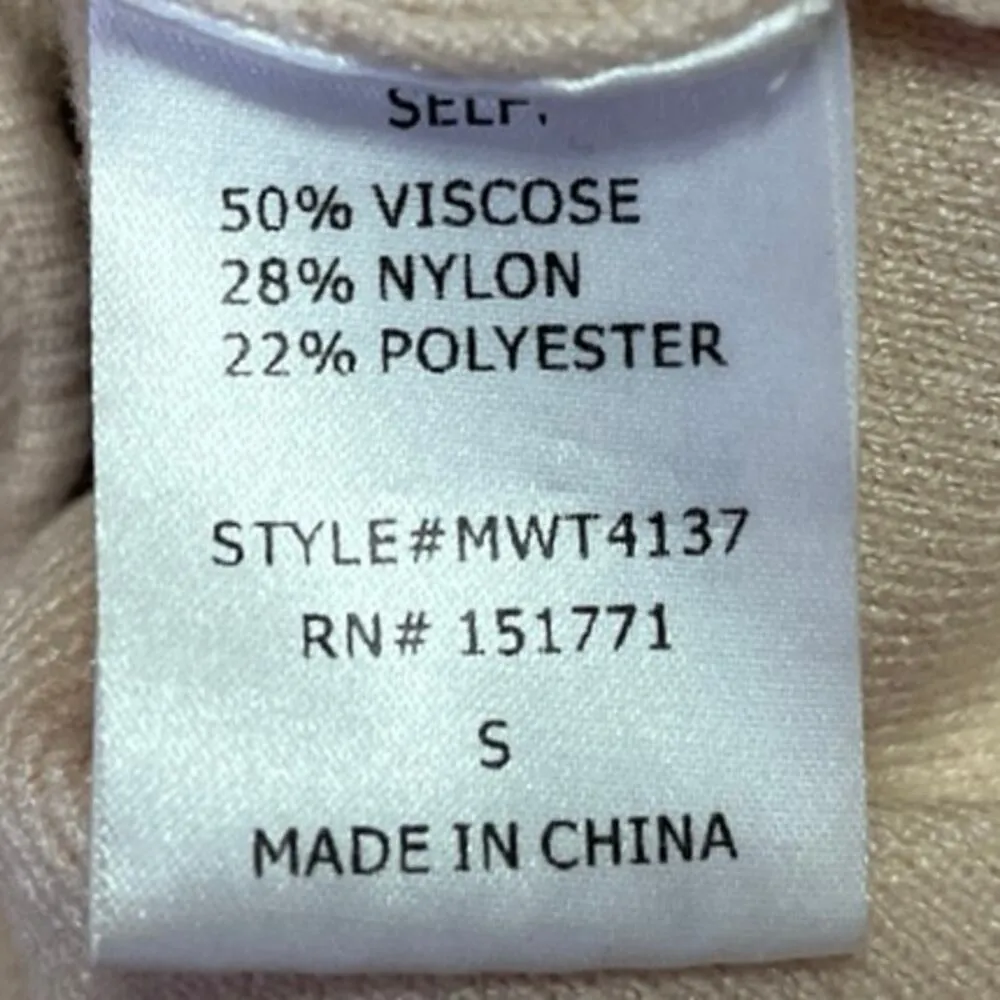 SELF:
50% VISCOSE
28% NYLON
22% POLYESTER
STYLE#MWT4137
RN# 151771
S
MADE IN CHINA